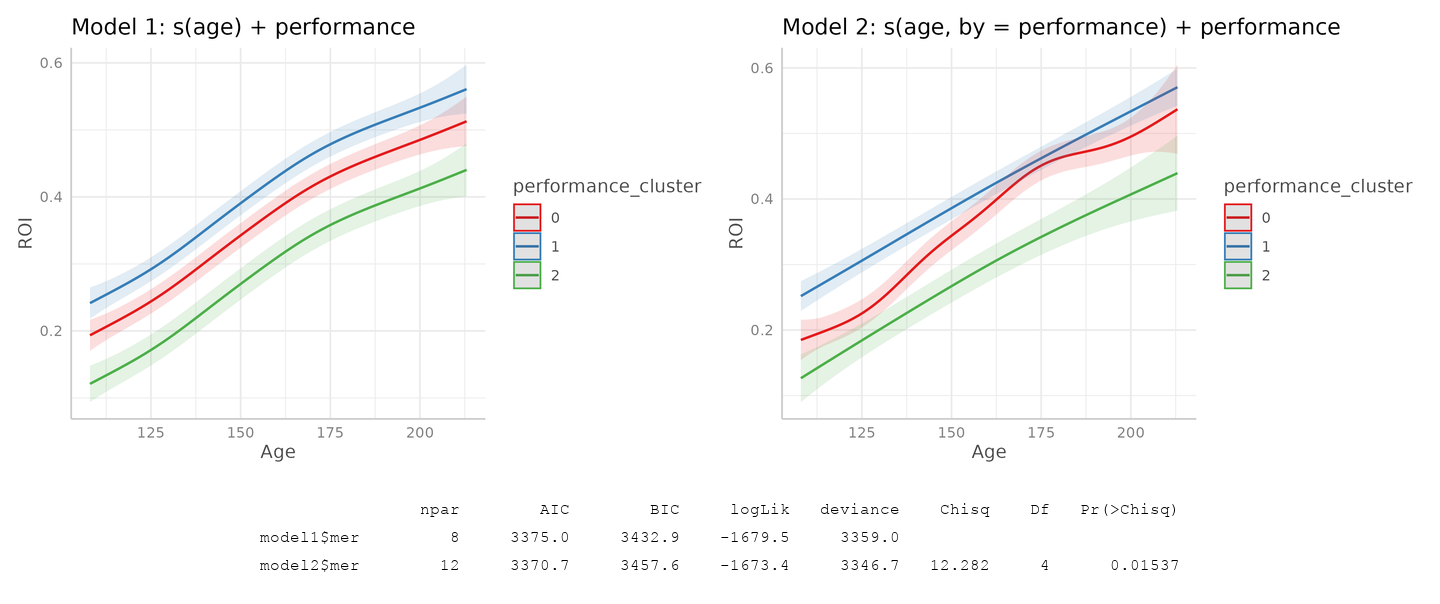 Model 1: s(age) + performance
0.6
0.4
0.2
ROI
125 150 175 200
Age
performance_cluster
0
1
2
Model 2: s(age, by = performance) + performance
0.6
0.4
0.2
ROI
125 150 175 200
Age
performance_cluster
0
1
2
npar AIC BIC logLik deviance Chisq Df Pr(>Chisq)
model1$mer 8 3375.0 3432.9 -1679.5 3359.0
model2$mer 12 3370.7 3457.6 -1673.4 3346.7 12.282 4 0.01537